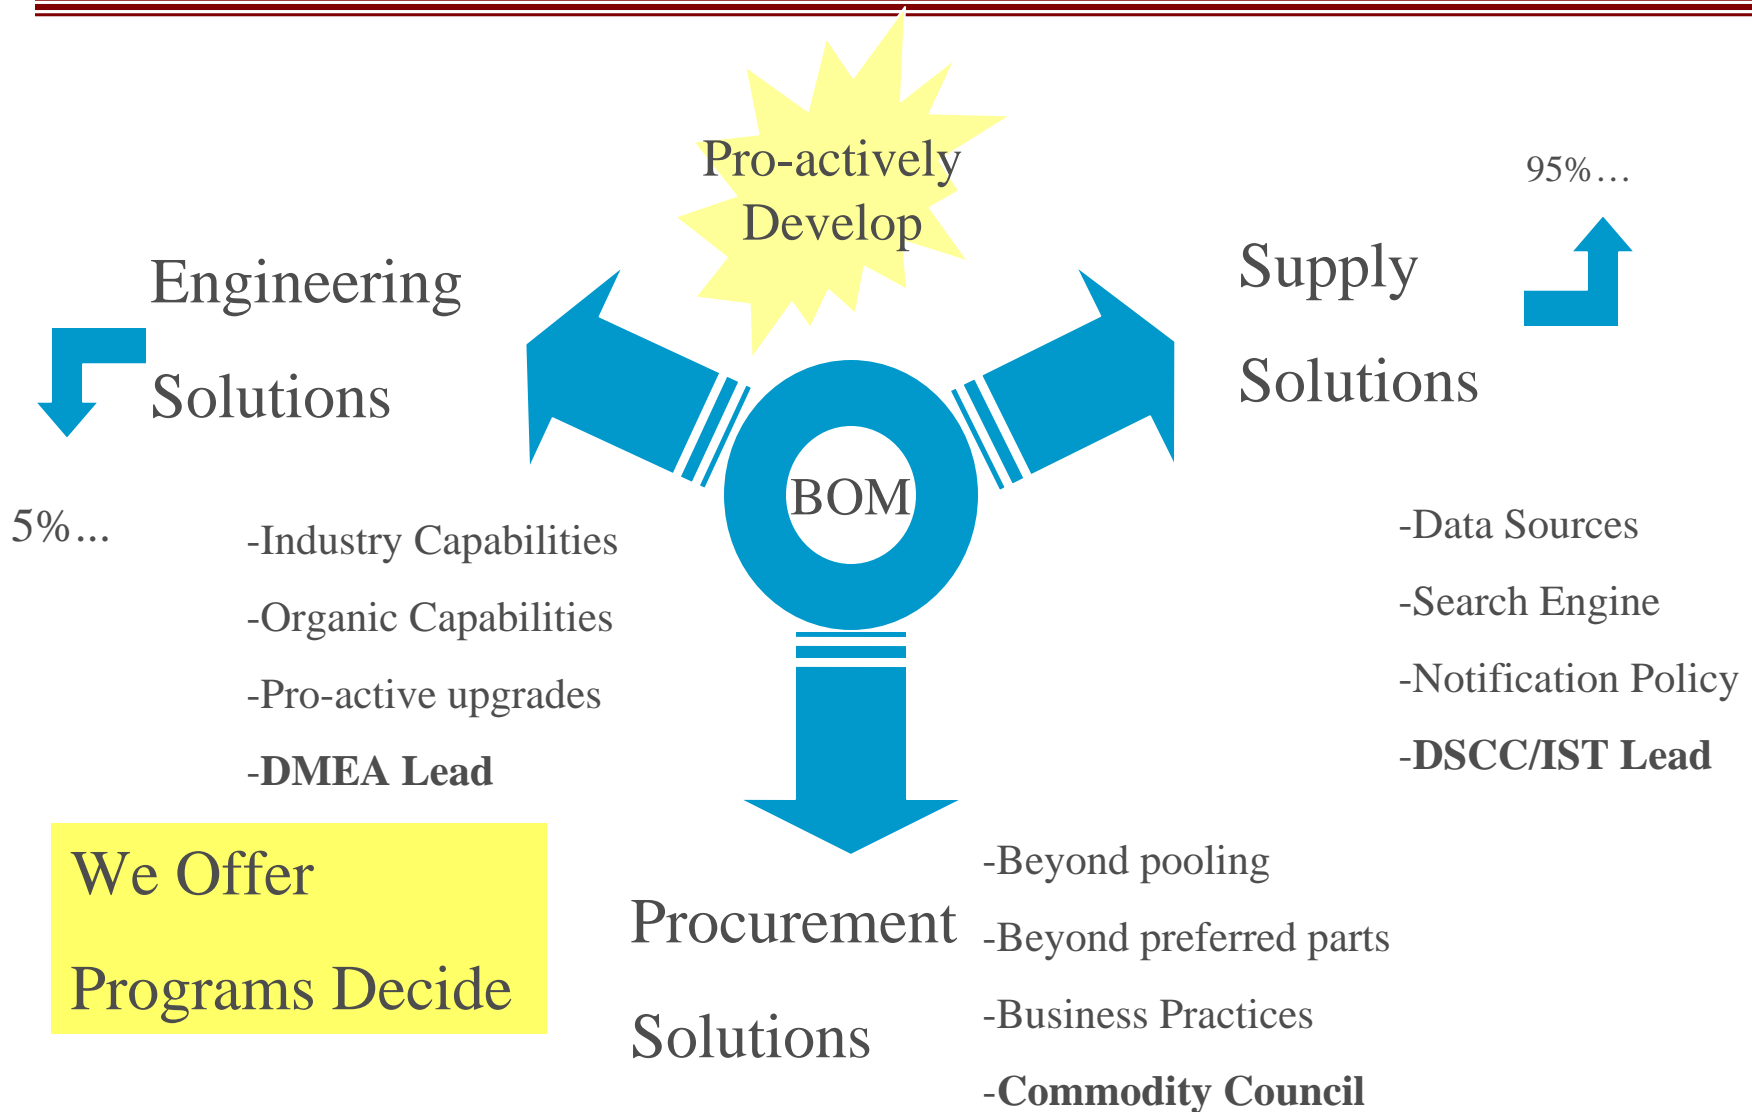 Pro-actively
Develop
95%…
Engineering
Solutions
Supply
Solutions
BOM
5%...
-Industry Capabilities
-Organic Capabilities
-Pro-active upgrades
-DMEA Lead
-Data Sources
-Search Engine
-Notification Policy
-DSCC/IST Lead
We Offer
Programs Decide
Procurement
Solutions
-Beyond pooling
-Beyond preferred parts
-Business Practices
-Commodity Council